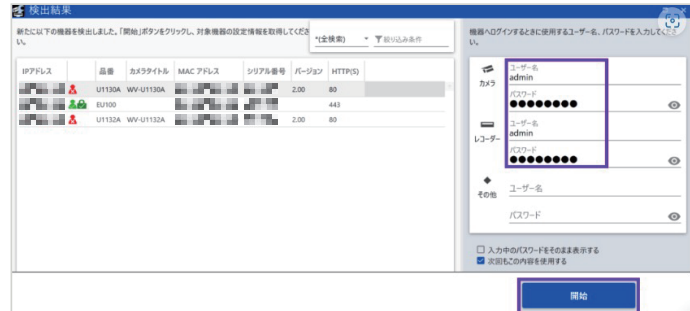 検出結果
新たに以下の機器を検出しました。「開始」ボタンをクリックし、対象機器の設定情報を取得してくださ
い。
*(全検索)
絞り込み条件
IPアドレス 品番 カメラタイトル MAC アドレス シリアル番号 バージョン HTTP(S)
U1130A WV-U1130A 2.00 80
EU100 443
U1132A WV-U1132A 2.00 80
機器へログインするときに使用するユーザー名、パスワードを入力してくださ
い。
カメラ
ユーザー名
admin
パスワード
●●●●●●●●
レコーダー
ユーザー名
admin
パスワード
●●●●●●●●
その他
ユーザー名
パスワード
入力中のパスワードをそのまま表示する
次回もこの内容を使用する
開始